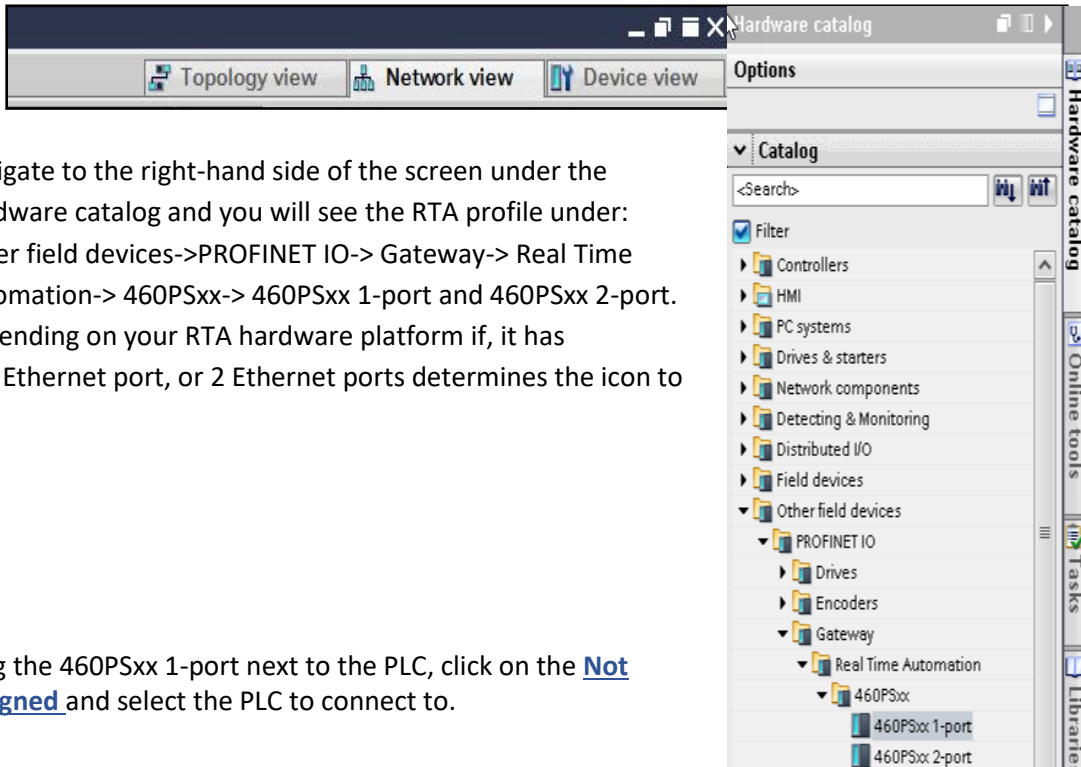 Topology view Network view Device view
igate to the right-hand side of the screen under the
dware catalog and you will see the RTA profile under:
er field devices->PROFINET IO-> Gateway-> Real Time
omation-> 460PSxx-> 460PSxx 1-port and 460PSxx 2-port.
ending on your RTA hardware platform if, it has
Ethernet port, or 2 Ethernet ports determines the icon to
g the 460PSxx 1-port next to the PLC, click on the Not
gned and select the PLC to connect to.
Hardware catalog
Options
Catalog
<Search>
Filter
Controllers
HMI
PC systems
Drives & starters
Network components
Detecting & Monitoring
Distributed I/O
Field devices
Other field devices
PROFINET IO
Drives
Encoders
Gateway
Real Time Automation
460PSxx
460PSxx 1-port
460PSxx 2-port
Hardware catalog
Online tools
Tasks
Librarie